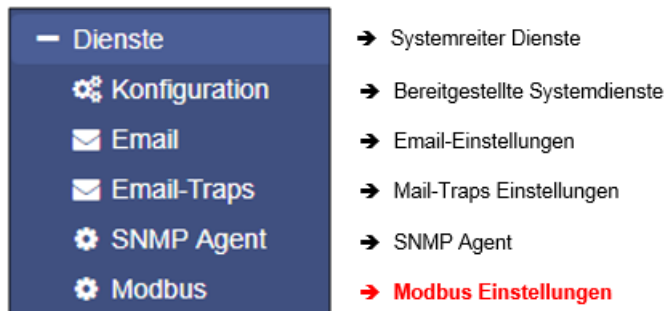 Dienste ➔ Systemreiter Dienste
Konfiguration ➔ Bereitgestellte Systemdienste
Email ➔ Email-Einstellungen
Email-Traps ➔ Mail-Traps Einstellungen
SNMP Agent ➔ SNMP Agent
Modbus ➔ Modbus Einstellungen